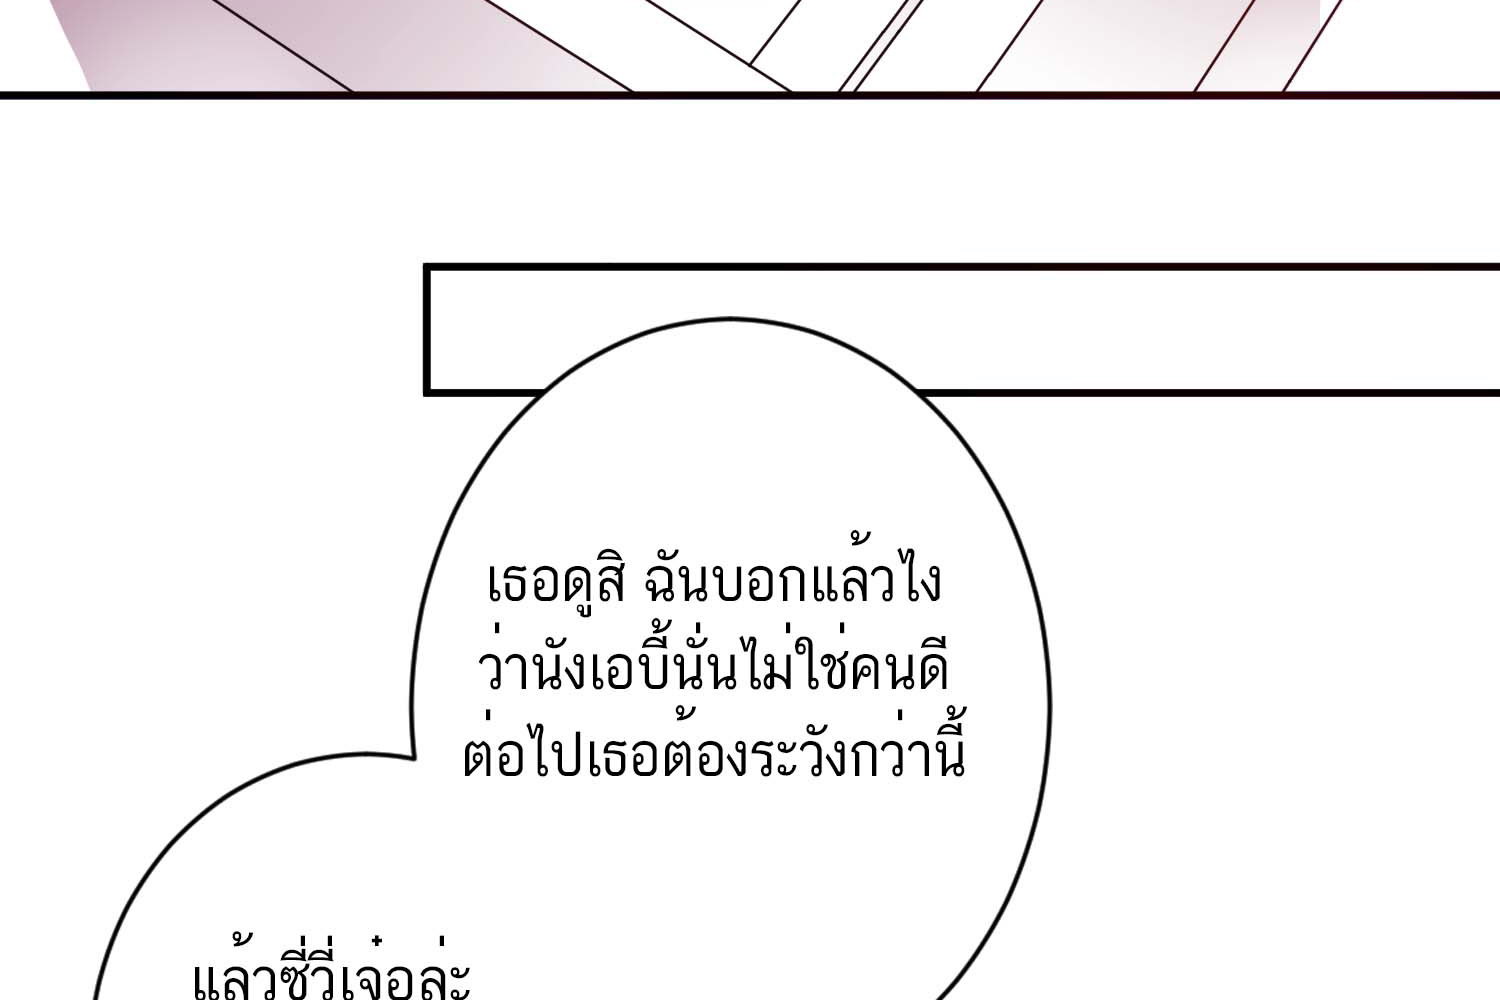 เธอดูสิ ฉันบอกแล้วไง
ว่านังเอบี้นั่นไม่ใช่คนดี
ต่อไปเธอต้องระวังกว่านี้
แล้วซี่วี่เจ๋อล่ะ